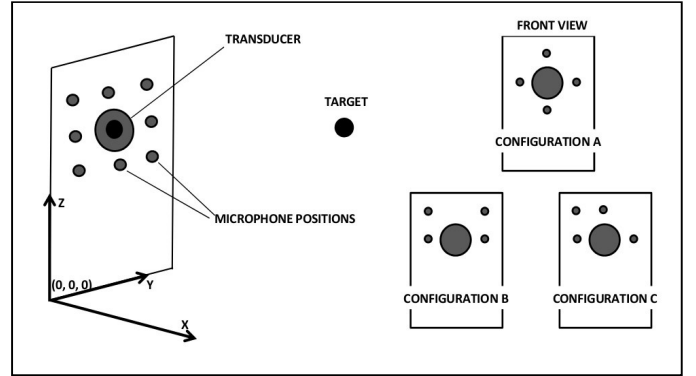 TRANSDUCER
FRONT VIEW
TARGET
CONFIGURATION A
Z
MICROPHONE POSITIONS
(0, 0, 0)
Y
X
CONFIGURATION B
CONFIGURATION C